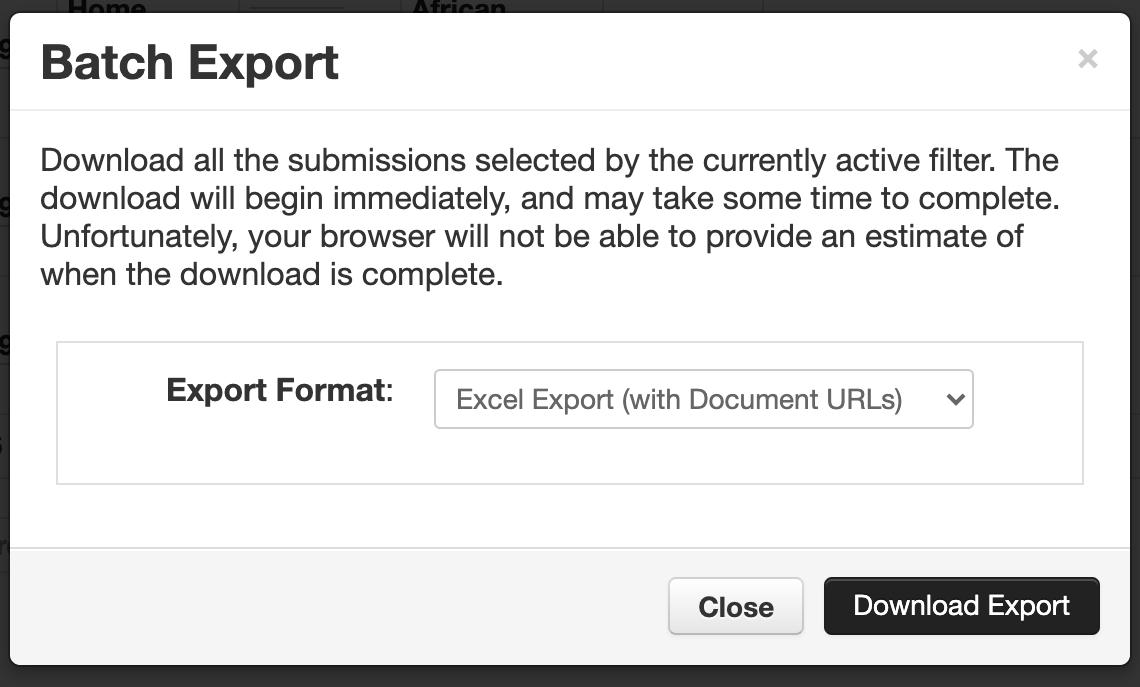 Home African
Batch Export
×
Download all the submissions selected by the currently active filter. The
download will begin immediately, and may take some time to complete.
Unfortunately, your browser will not be able to provide an estimate of
when the download is complete.
Export Format:
Excel Export (with Document URLs)
Close
Download Export